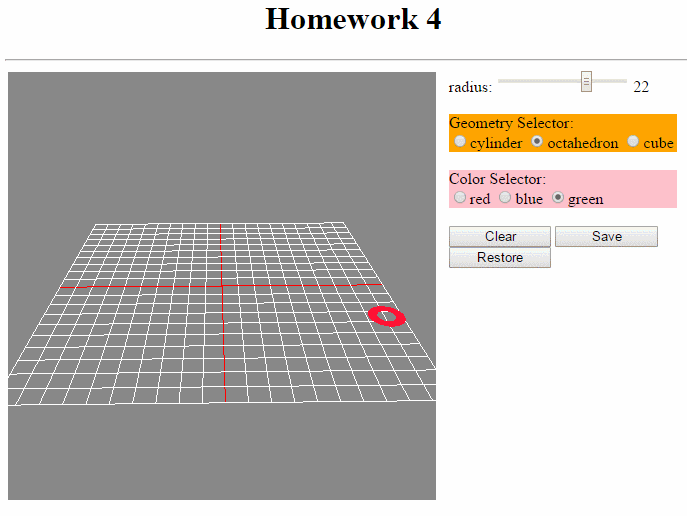 Homework 4
radius: 22
Geometry Selector:
cylinder octahedron cube
Color Selector:
red blue green
Clear Save
Restore